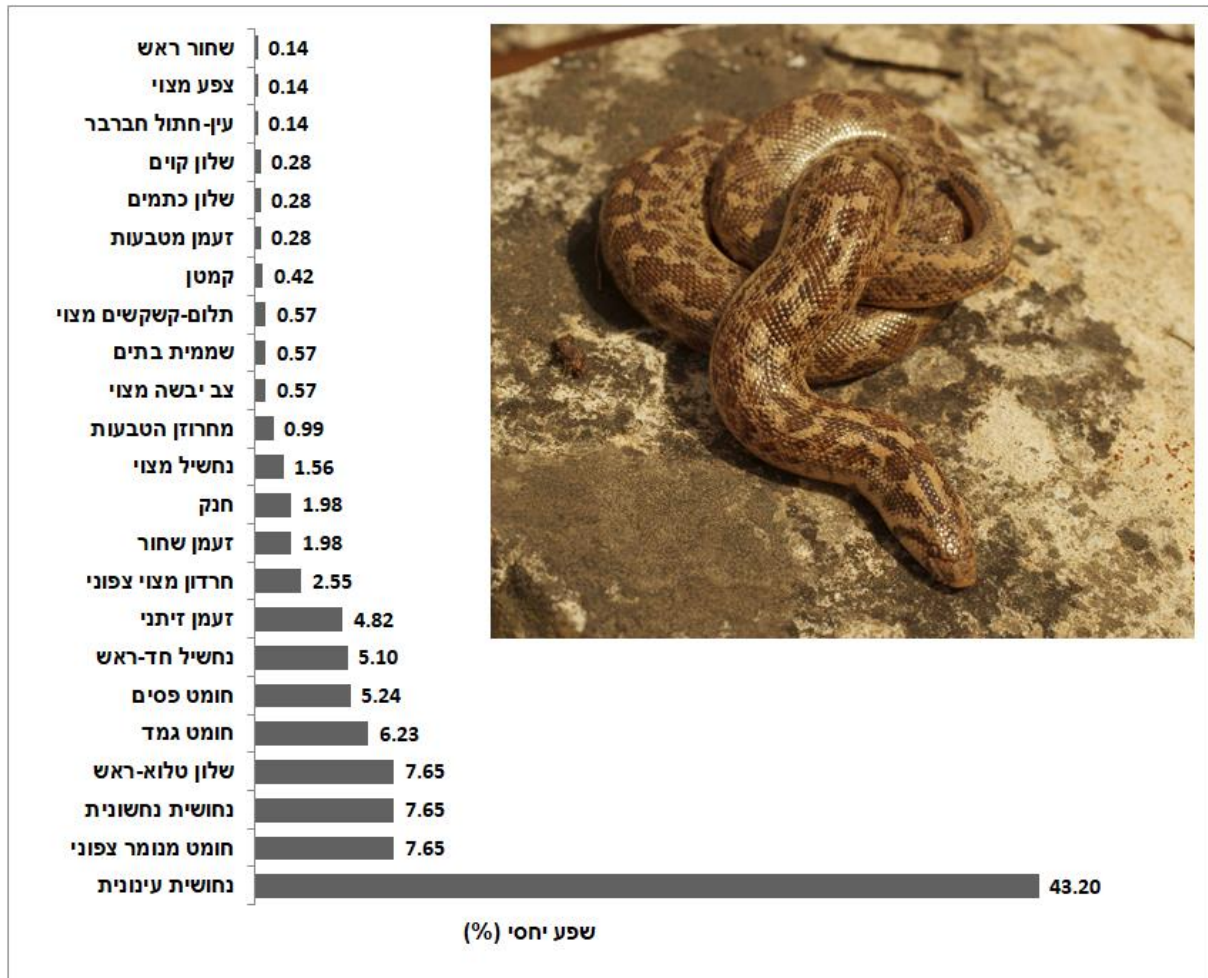 שחור ראש 0.14
צפע מצוי 0.14
עין-חתול חברבר 0.14
שלון קוים 0.28
שלון כתמים 0.28
זעמן מטבעות 0.28
קמטן 0.42
תלום-קשקשים מצוי 0.57
שממית בתים 0.57
צב יבשה מצוי 0.57
מחרוזן הטבעות 0.99
נחשיל מצוי 1.56
חנק 1.98
זעמן שחור 1.98
חרדון מצוי צפוני 2.55
זעמן זיתני 4.82
נחשיל חד-ראש 5.10
חומט פסים 5.24
חומט גמד 6.23
שלון טלוא-ראש 7.65
נחושית נחשונית 7.65
חומט מנומר צפוני 7.65
נחושית עינונית 43.20
שפע יחסי (%)